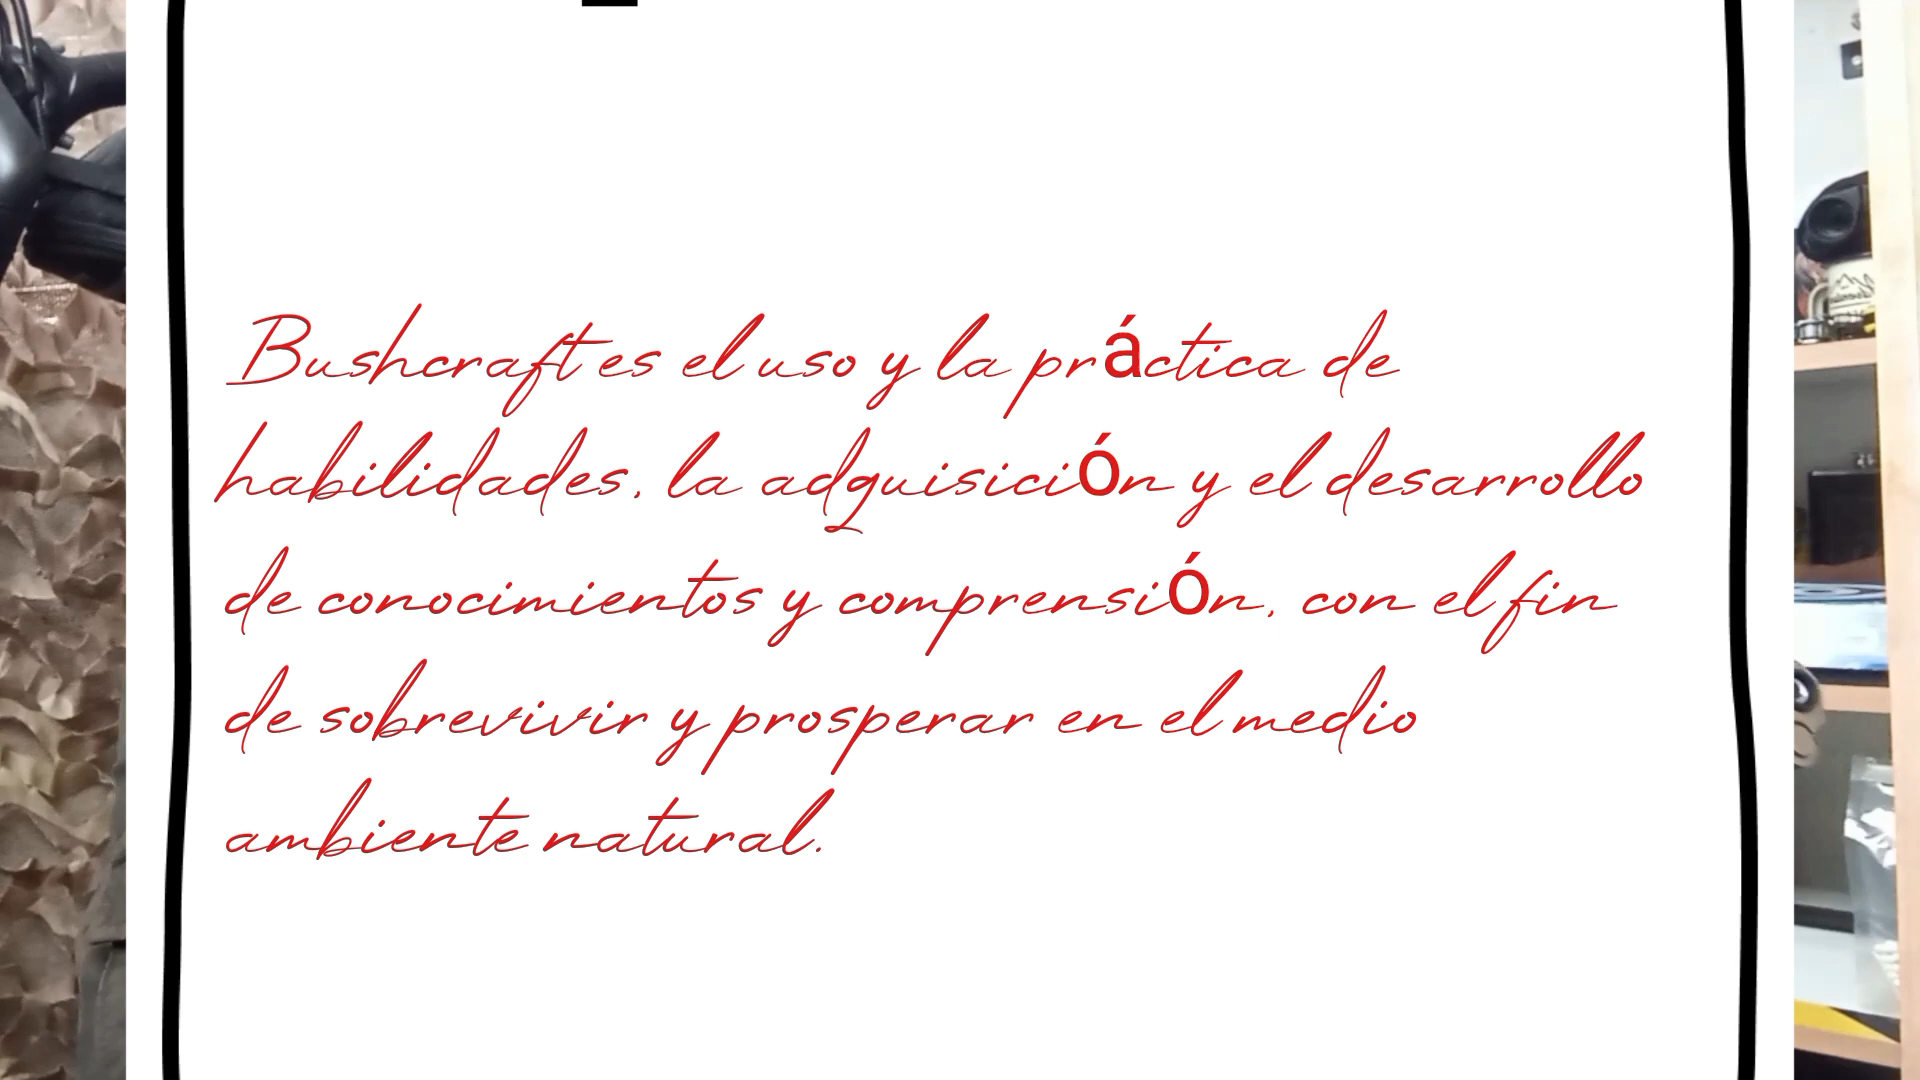 Bushcraft es el uso y la práctica de
habilidades, la adquisición y el desarrollo
de conocimientos y comprensión, con el fin
de sobrevivir y prosperar en el medio
ambiente natural.